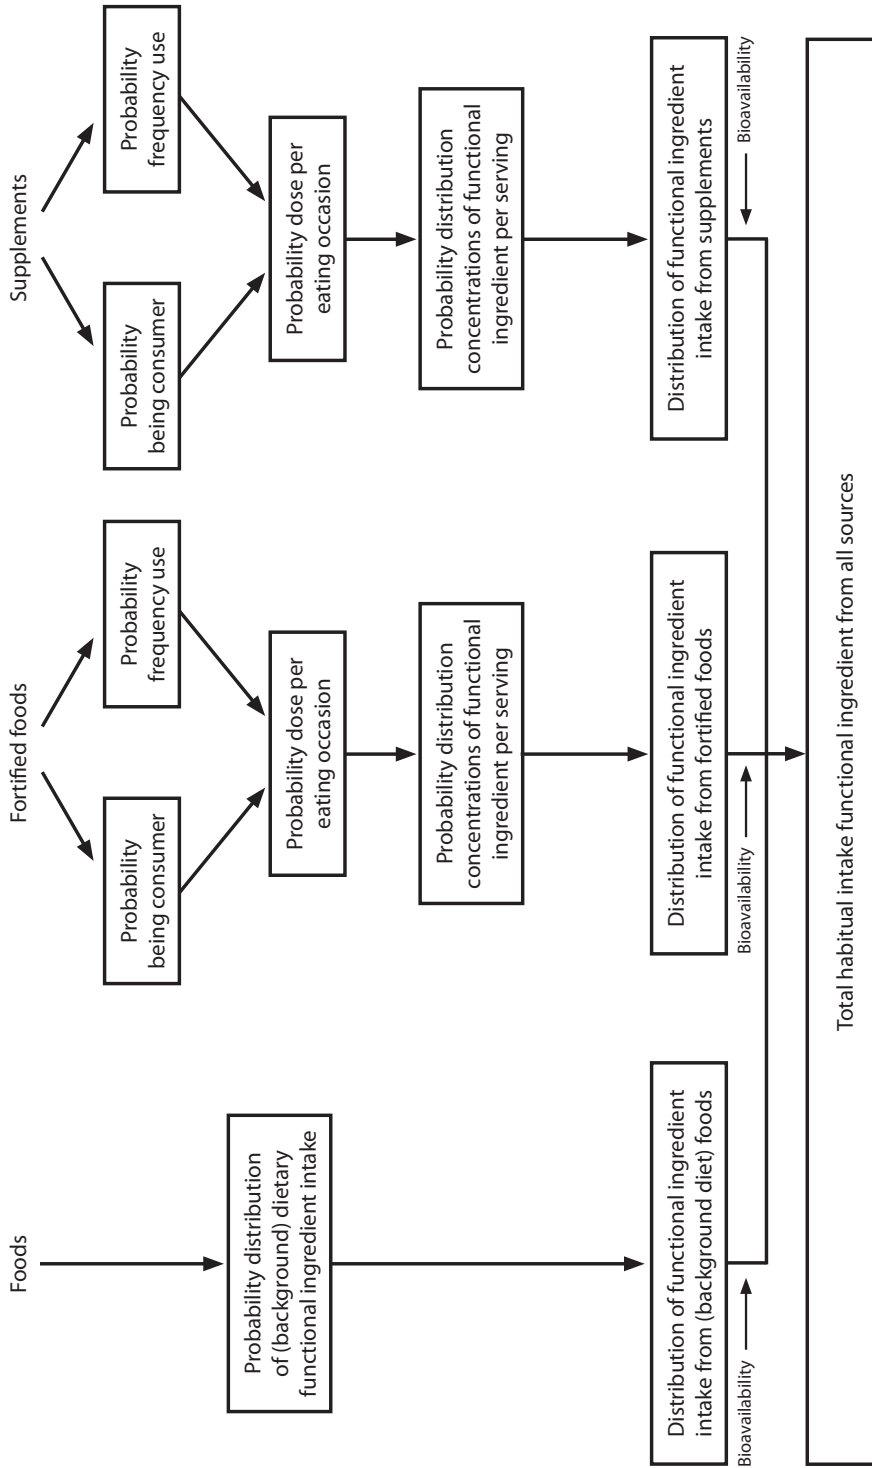 Foods
Fortified foods
Supplements
Probability
being consumer
Probability
frequency use
Probability
being consumer
Probability
frequency use
Probability distribution
of (background) dietary
functional ingredient intake
Probability dose per
eating occasion
Probability dose per
eating occasion
Probability distribution
concentrations of functional
ingredient per serving
Probability distribution
concentrations of functional
ingredient per serving
Distribution of functional ingredient
intake from (background diet) foods
Distribution of functional ingredient
intake from fortified foods
Distribution of functional ingredient
intake from supplements
Bioavailability
Bioavailability
Bioavailability
Total habitual intake functional ingredient from all sources